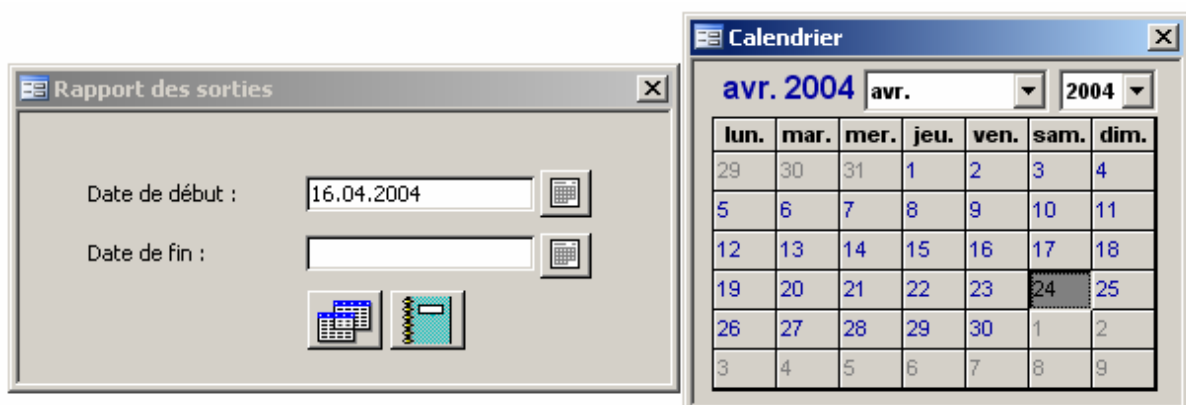 Rapport des sorties
Date de début :
16.04.2004
Date de fin :
Calendrier
avr. 2004 avr. 2004
lun. mar. mer. jeu. ven. sam. dim.
29 30 31 1 2 3 4
5 6 7 8 9 10 11
12 13 14 15 16 17 18
19 20 21 22 23 24 25
26 27 28 29 30 1 2
3 4 5 6 7 8 9